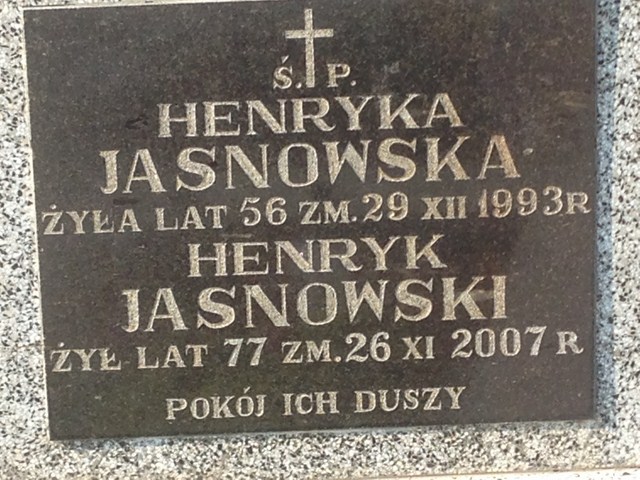 Ś. P.
HENRYKA
JASNOWSKA
ŻYŁA LAT 56 ZM. 29 XII 1993 R
HENRYK
JASNOWSKI
ŻYŁ LAT 77 ZM. 26 XI 2007 R
POKÓJ ICH DUSZY